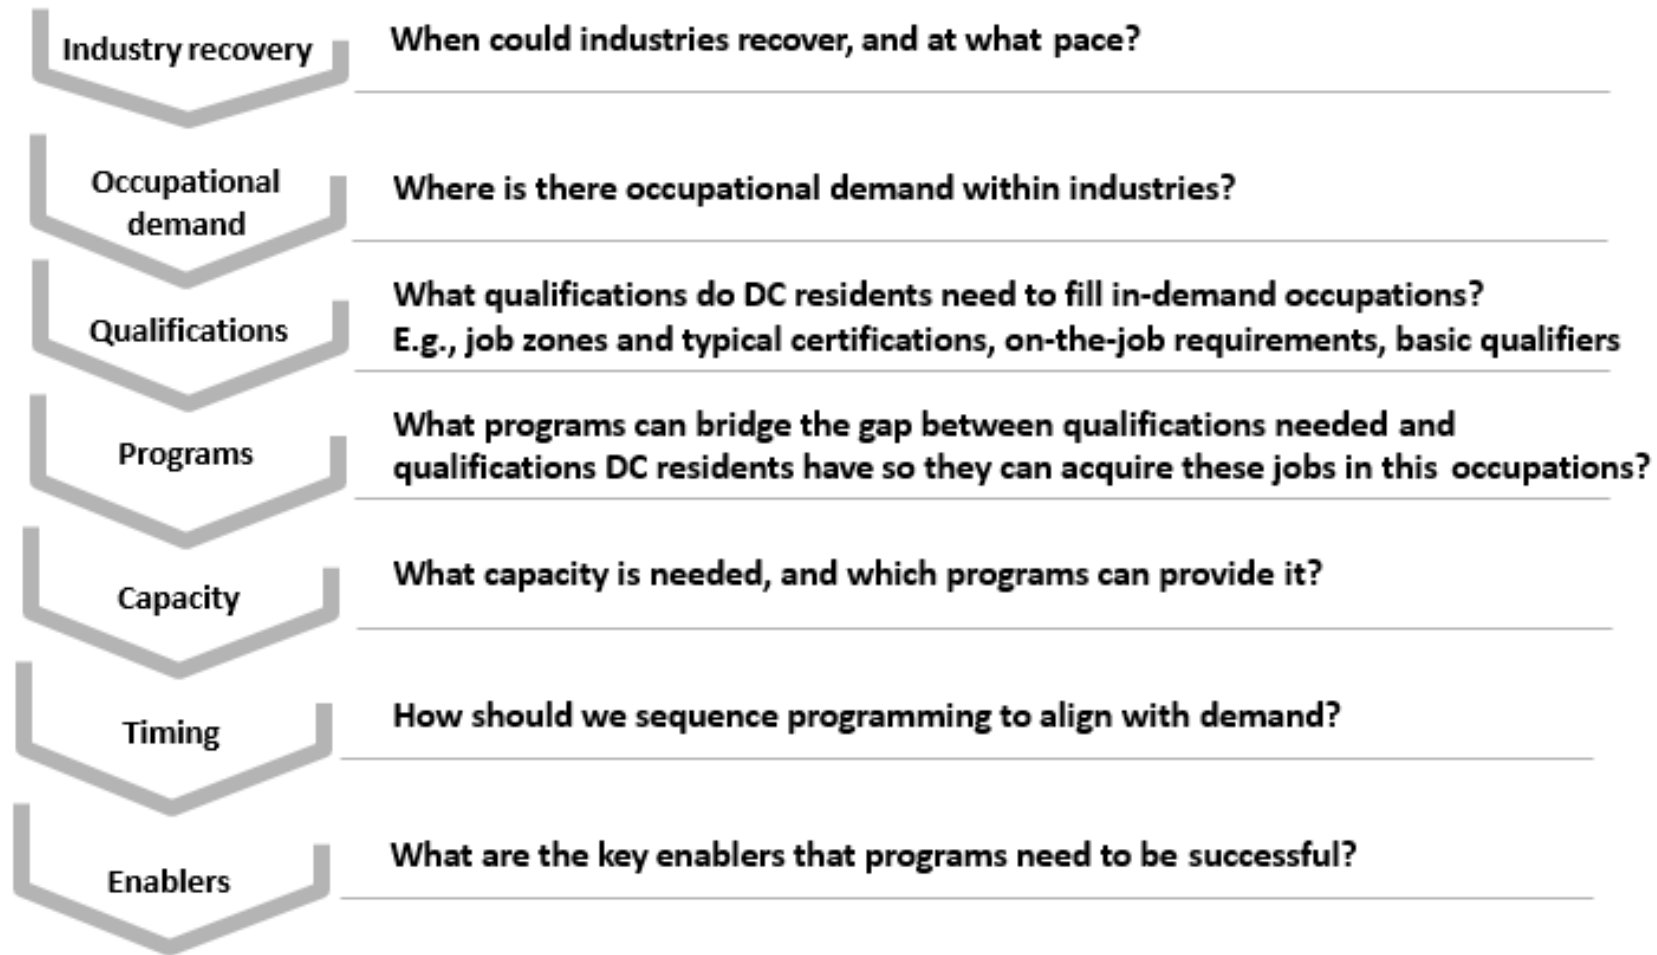 Industry recovery
When could industries recover, and at what pace?
Occupational
demand
Where is there occupational demand within industries?
Qualifications
What qualifications do DC residents need to fill in-demand occupations?
E.g., job zones and typical certifications, on-the-job requirements, basic qualifiers
Programs
What programs can bridge the gap between qualifications needed and
qualifications DC residents have so they can acquire these jobs in this occupations?
Capacity
What capacity is needed, and which programs can provide it?
Timing
How should we sequence programming to align with demand?
Enablers
What are the key enablers that programs need to be successful?